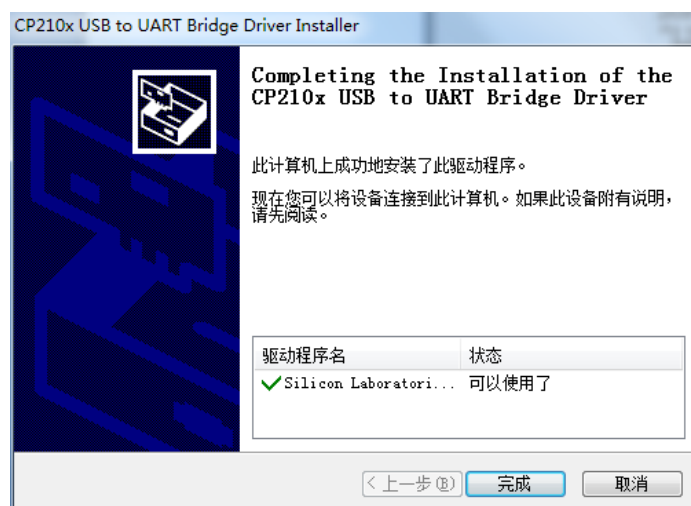 CP210x USB to UART Bridge Driver Installer
Completing the Installation of the
CP210x USB to UART Bridge Driver
此计算机上成功地安装了此驱动程序。
现在您可以将设备连接到此计算机。如果此设备附有说明，
请先阅读。
驱动程序名 状态
Silicon Laboratori... 可以使用了
< 上一步(B) 完成 取消